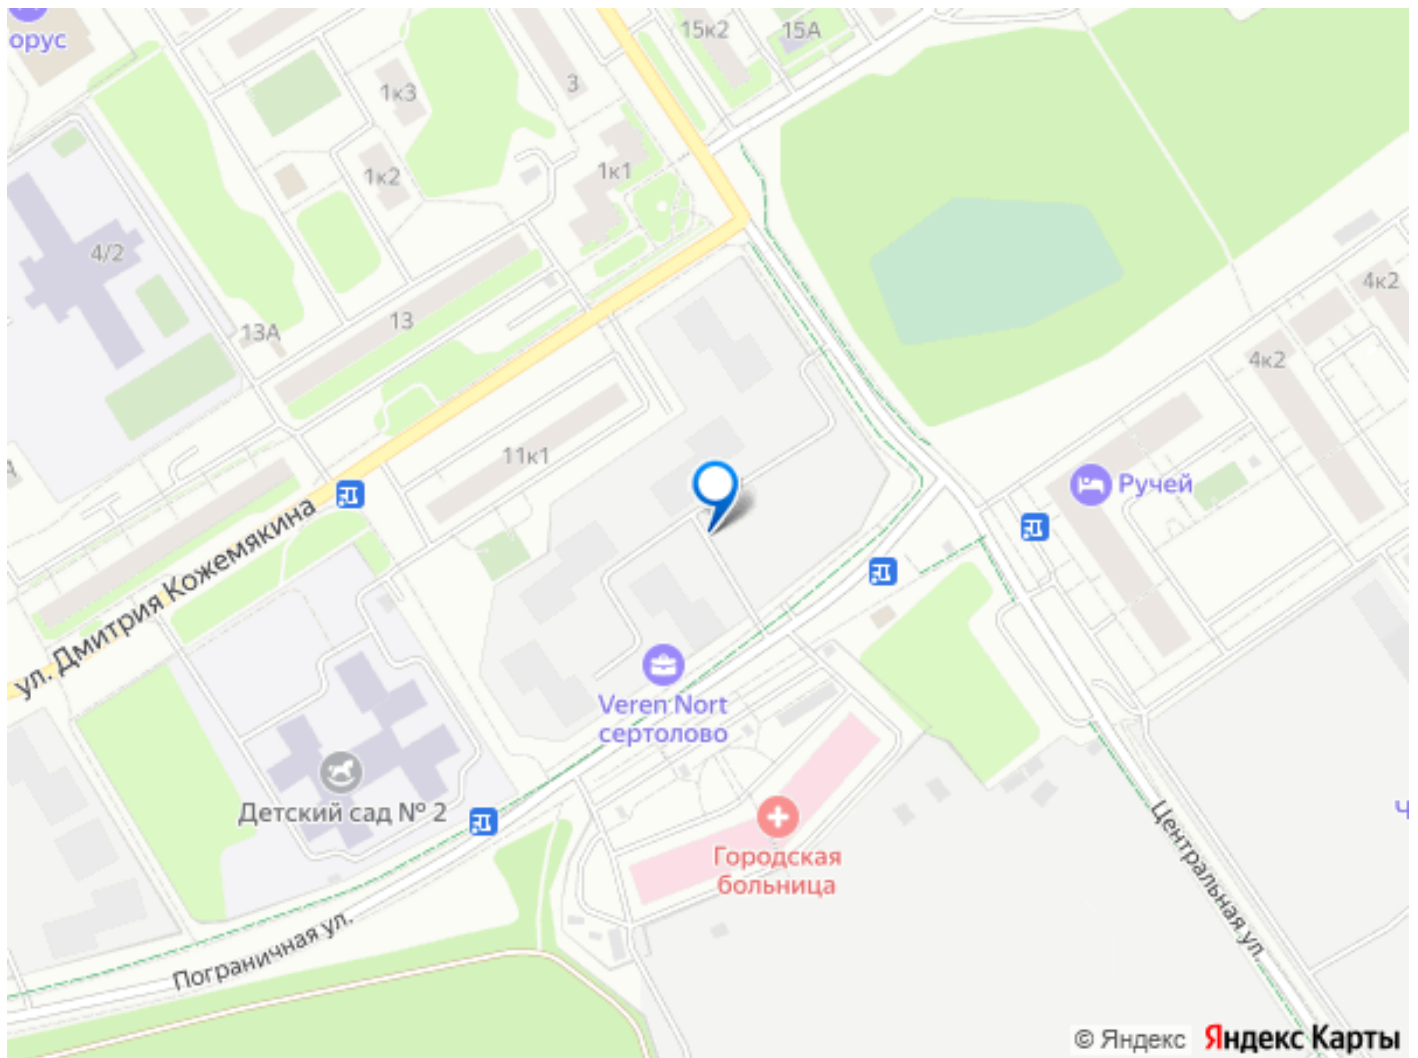 орус
15к2
15А
3
1к3
1к2
1к1
4/2
13А
13
4к2
4к2
11к1
Ручей
ул. Дмитрия Кожемякина
Veren Nort
сертолово
Детский сад № 2
Городская
больница
Центральная ул.
Пограничная ул.
Ч
© Яндекс Яндекс Карты